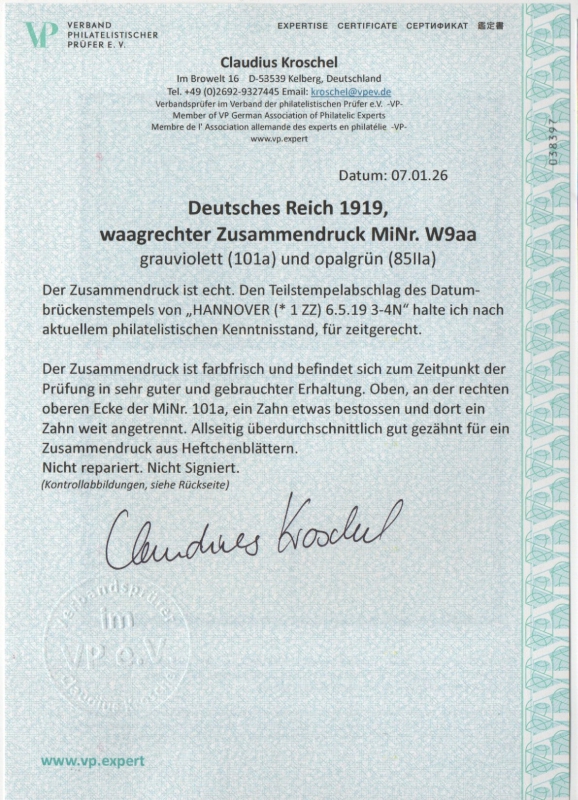 VP VERBAND
PHILATELISTISCHER
PRÜFER E. V.
EXPERTISE CERTIFICATE СЕРТИФИКАТ 鑑定書
Claudius Kroschel
Im Browelt 16 D-53539 Kelberg, Deutschland
Tel. +49 (0)2692-9327445 Email: kroschel@vpev.de
Verbandsprüfer im Verband der philatelistischen Prüfer e.V. -VP-
Member of VP German Association of Philatelic Experts
Membre de l' Association allemande des experts en philatélie -VP-
www.vp.expert
038397
Datum: 07.01.26
Deutsches Reich 1919,
waagrechter Zusammendruck MiNr. W9aa
grauviolett (101a) und opalgrün (85IIa)
Der Zusammendruck ist echt. Den Teilstempelabschlag des Datum-
brückenstempels von „HANNOVER (* 1 ZZ) 6.5.19 3-4N“ halte ich nach
aktuellem philatelistischen Kenntnisstand, für zeitgerecht.
Der Zusammendruck ist farbfrisch und befindet sich zum Zeitpunkt der
Prüfung in sehr guter und gebrauchter Erhaltung. Oben, an der rechten
oberen Ecke der MiNr. 101a, ein Zahn etwas bestossen und dort ein
Zahn weit angetrennt. Allseitig überdurchschnittlich gut gezähnt für ein
Zusammendruck aus Heftchenblättern.
Nicht repariert. Nicht Signiert.
(Kontrollabbildungen, siehe Rückseite)
Claudius Kroschel
Verbandsprüfer
im
VP e.V.
Claudius Kroschel
www.vp.expert